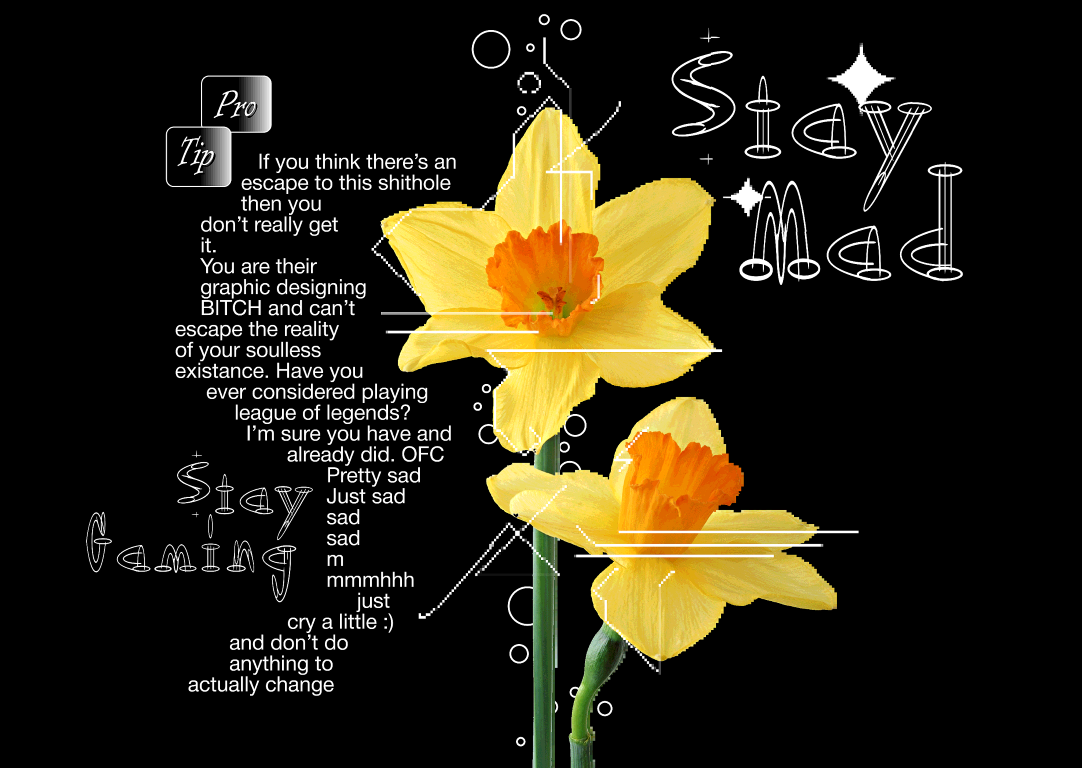 Pro
Tip
If you think there's an
escape to this shithole
then you
don't really get
it.
You are their
graphic designing
BITCH and can't
escape the reality
of your soulless
existance. Have you
ever considered playing
league of legends?
I'm sure you have and
already did. OFC
Pretty sad
Just sad
sad
sad
m
mmmhhh
just
cry a little :)
and don't do
anything to
actually change
Stay
Gaming
Stay
Mad